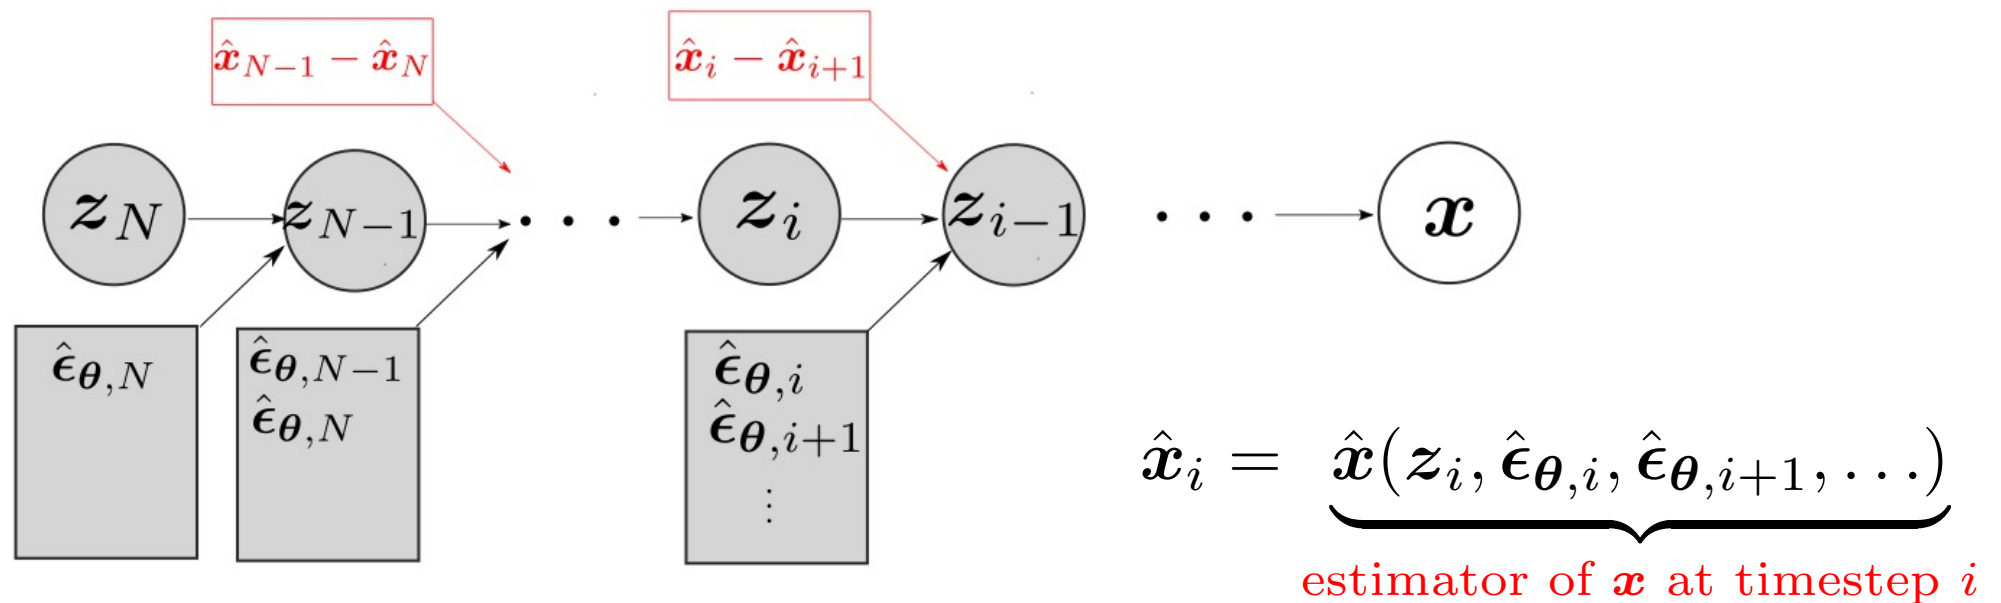 x̂_{N−1} − x̂_N
x̂_i − x̂_{i+1}
z_N
z_{N−1}
· · ·
z_i
z_{i−1}
· · ·
x
ε̂_{θ,N}
ε̂_{θ,N−1}
ε̂_{θ,N}
ε̂_{θ,i}
ε̂_{θ,i+1}
⋮
x̂_i = x̂(z_i, ε̂_{θ,i}, ε̂_{θ,i+1}, …)
estimator of x at timestep i